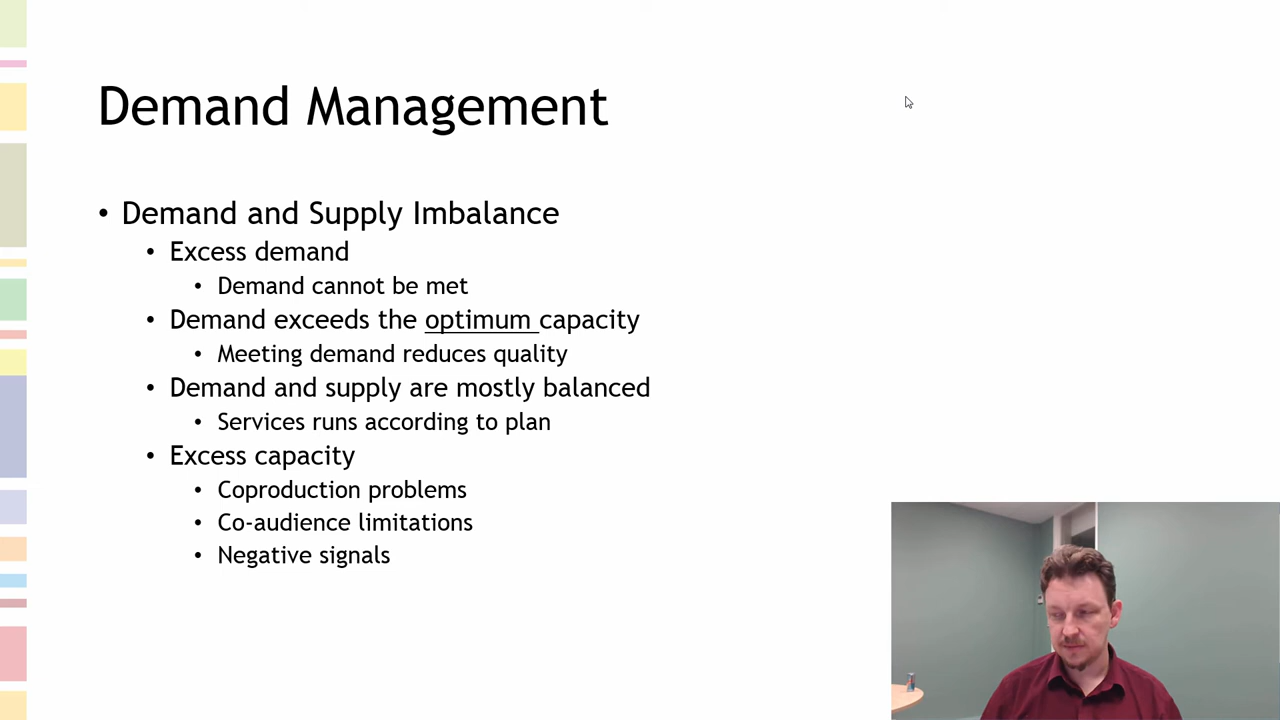 Demand Management
• Demand and Supply Imbalance
• Excess demand
• Demand cannot be met
• Demand exceeds the optimum capacity
• Meeting demand reduces quality
• Demand and supply are mostly balanced
• Services runs according to plan
• Excess capacity
• Coproduction problems
• Co-audience limitations
• Negative signals